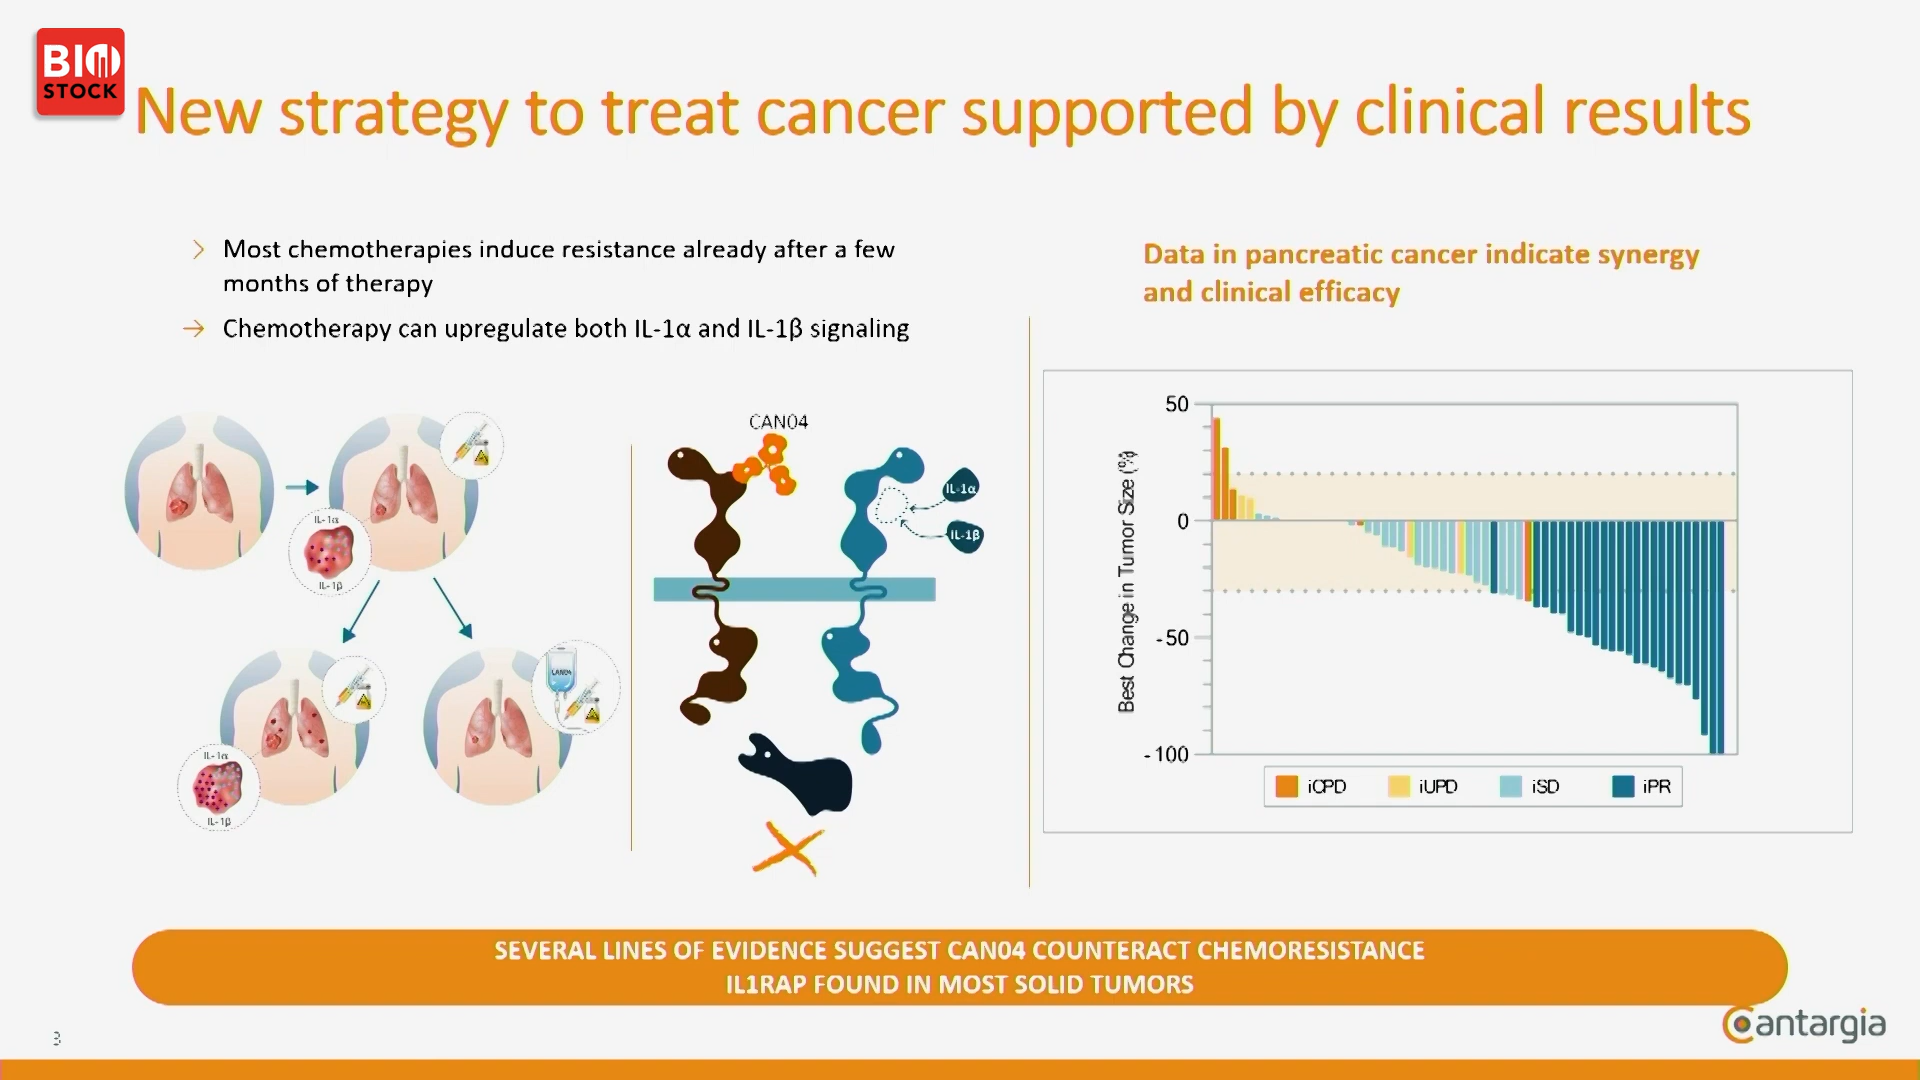 BIO
STOCK
New strategy to treat cancer supported by clinical results
Most chemotherapies induce resistance already after a few
months of therapy
Chemotherapy can upregulate both IL-1α and IL-1β signaling
Data in pancreatic cancer indicate synergy
and clinical efficacy
IL-1α
IL-1β
IL-1α
IL-1β
CAN04
CAN04
IL-1α
IL-1β
Best Change in Tumor Size (%)
50
0
-50
-100
iCPD
iUPD
iSD
iPR
SEVERAL LINES OF EVIDENCE SUGGEST CAN04 COUNTERACT CHEMORESISTANCE
IL1RAP FOUND IN MOST SOLID TUMORS
Cantargia
3